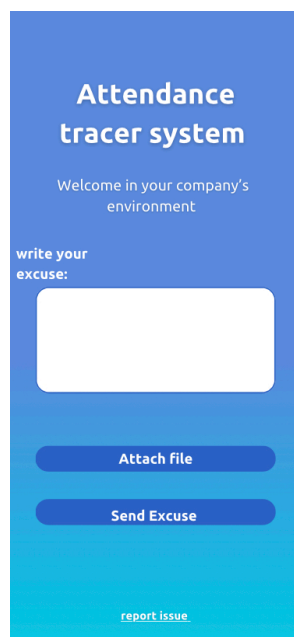 Attendance
tracer system
Welcome in your company's
environment
write your
excuse:
Attach file
Send Excuse
report issue